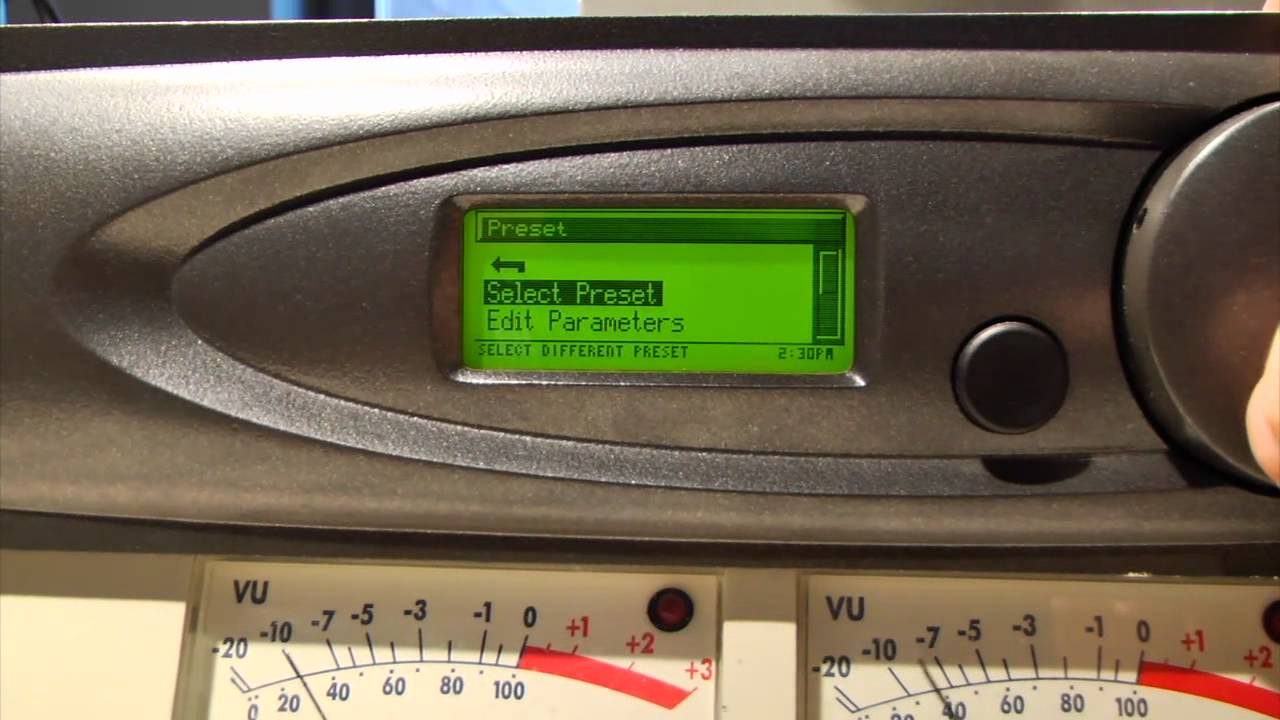 Preset
Select Preset
Edit Parameters
SELECT DIFFERENT PRESET 2:30PM
VU
-20 -10 -7 -5 -3 -1 0 +1 +2 +3
0 20 40 60 80 100
VU
-20 -10 -7 -5 -3 -1 0 +1 +2
40 60 80 100